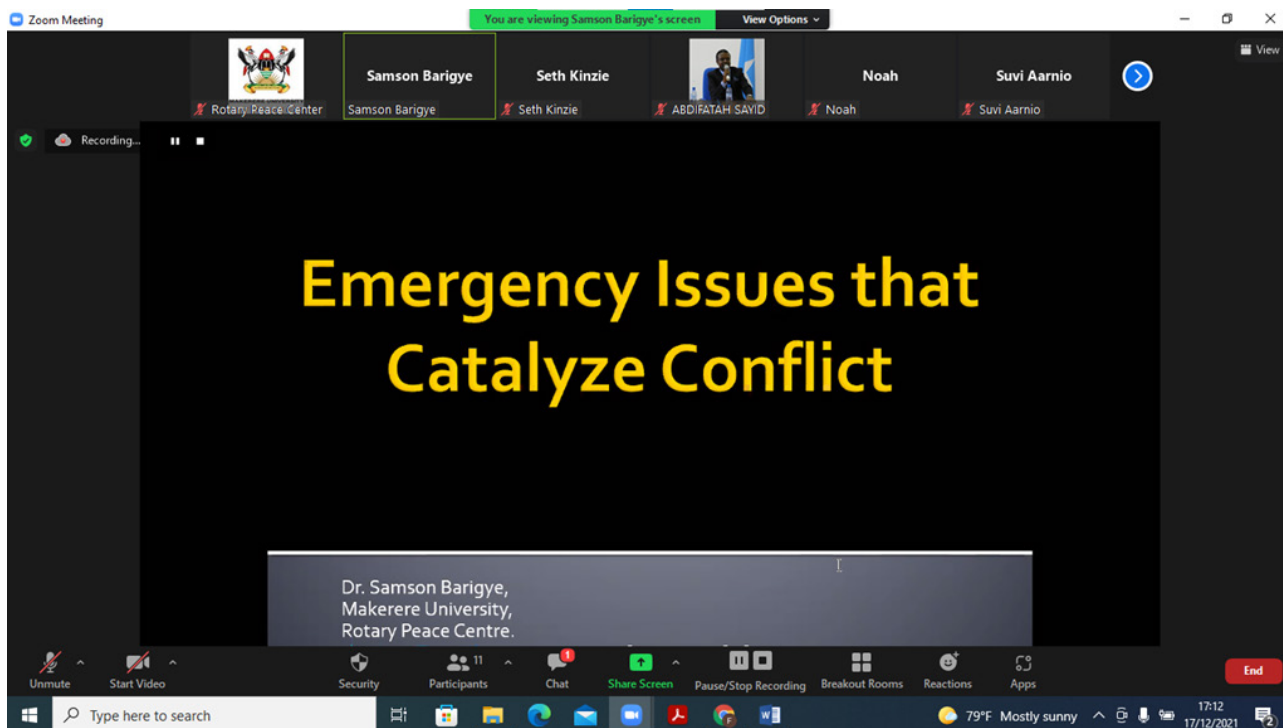 Zoom Meeting
You are viewing Samson Barigye's screen
View Options
View
Samson Barigye
Seth Kinzie
Noah
Suvi Aarnio
Rotary Peace Center
Samson Barigye
Seth Kinzie
ABDIFATAH SAYID
Noah
Suvi Aarnio
Recording...
Emergency Issues that
Catalyze Conflict
Dr. Samson Barigye,
Makerere University,
Rotary Peace Centre.
Unmute
Start Video
Security
11
Participants
1
Chat
Share Screen
Pause/Stop Recording
Breakout Rooms
Reactions
Apps
End
Type here to search
79°F Mostly sunny
17:12
17/12/2021